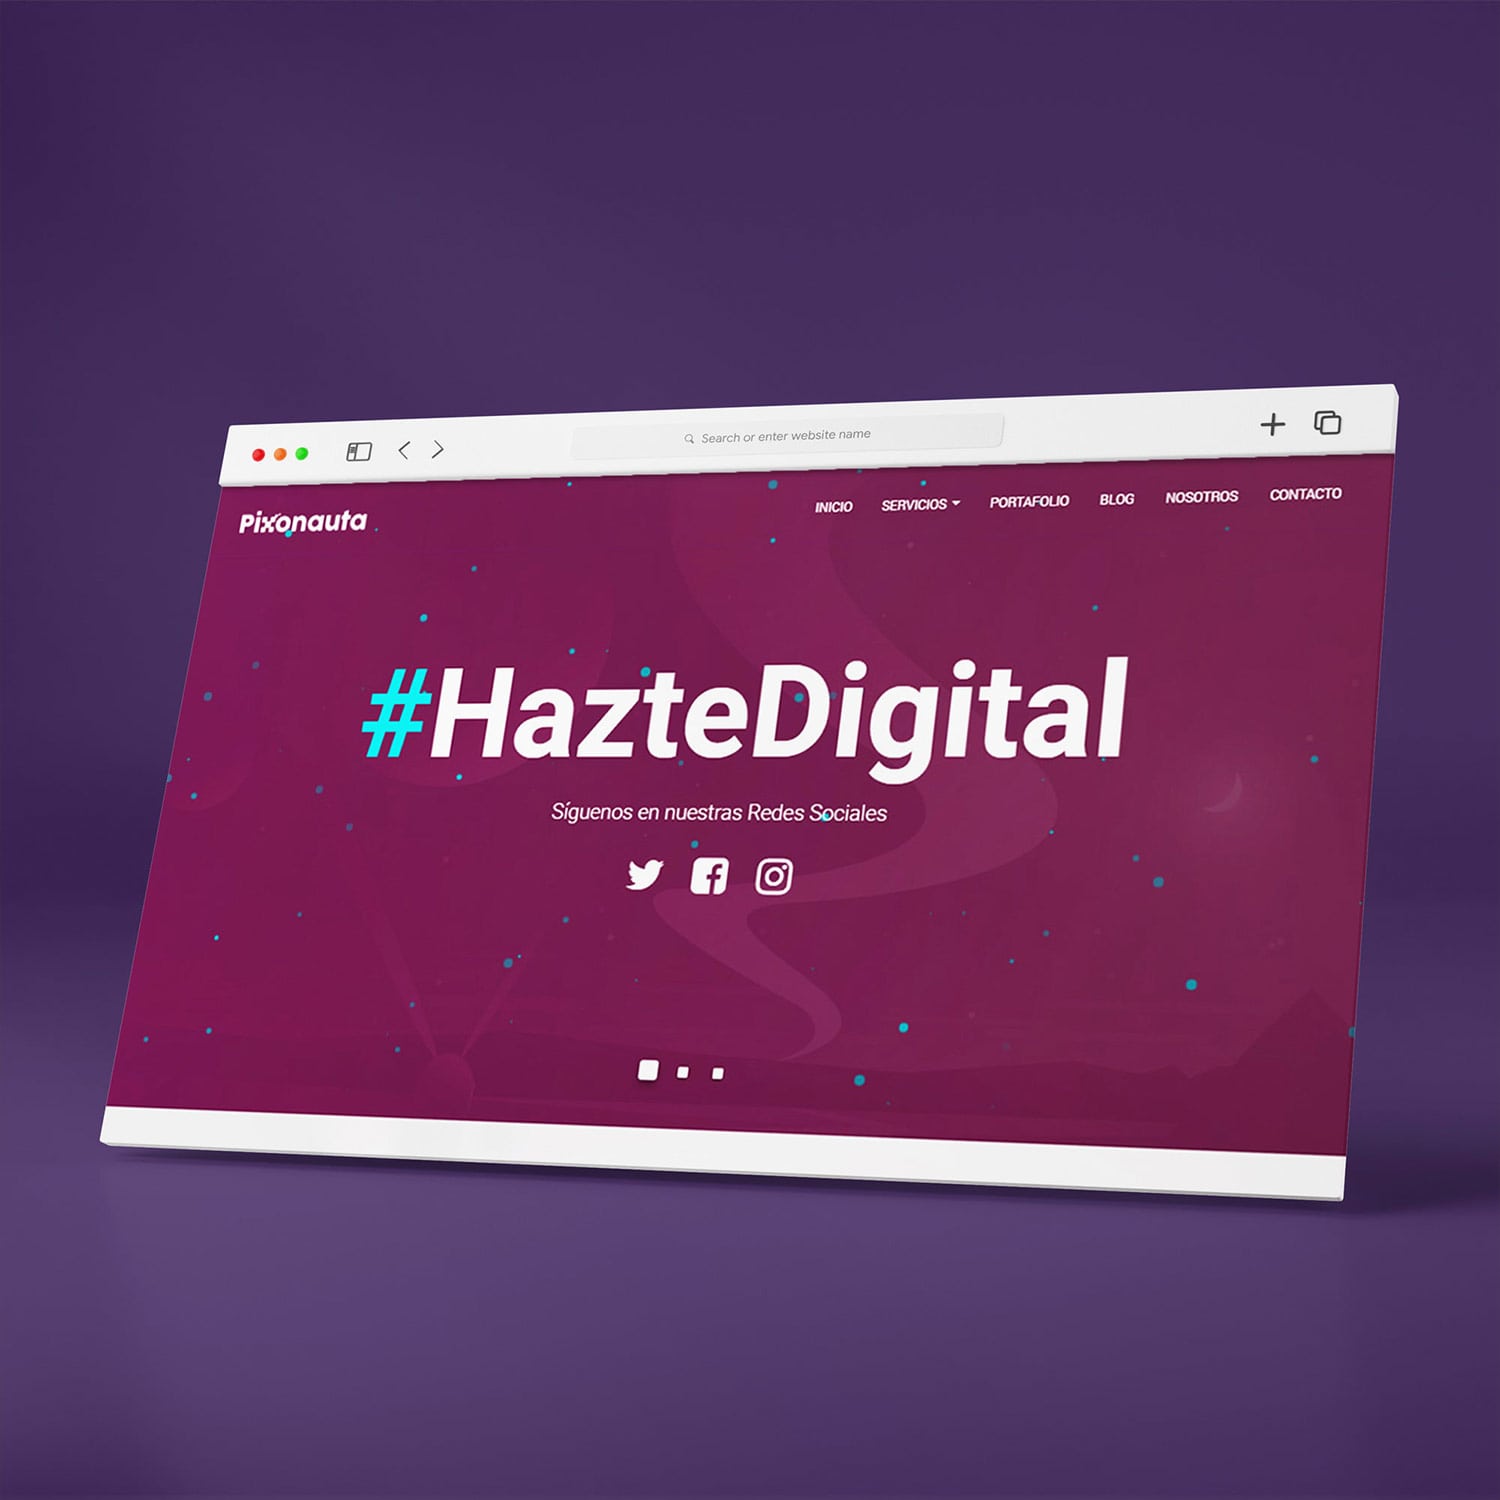 Search or enter website name
Pixonauta
INICIO SERVICIOS PORTAFOLIO BLOG NOSOTROS CONTACTO
#HazteDigital
Síguenos en nuestras Redes Sociales